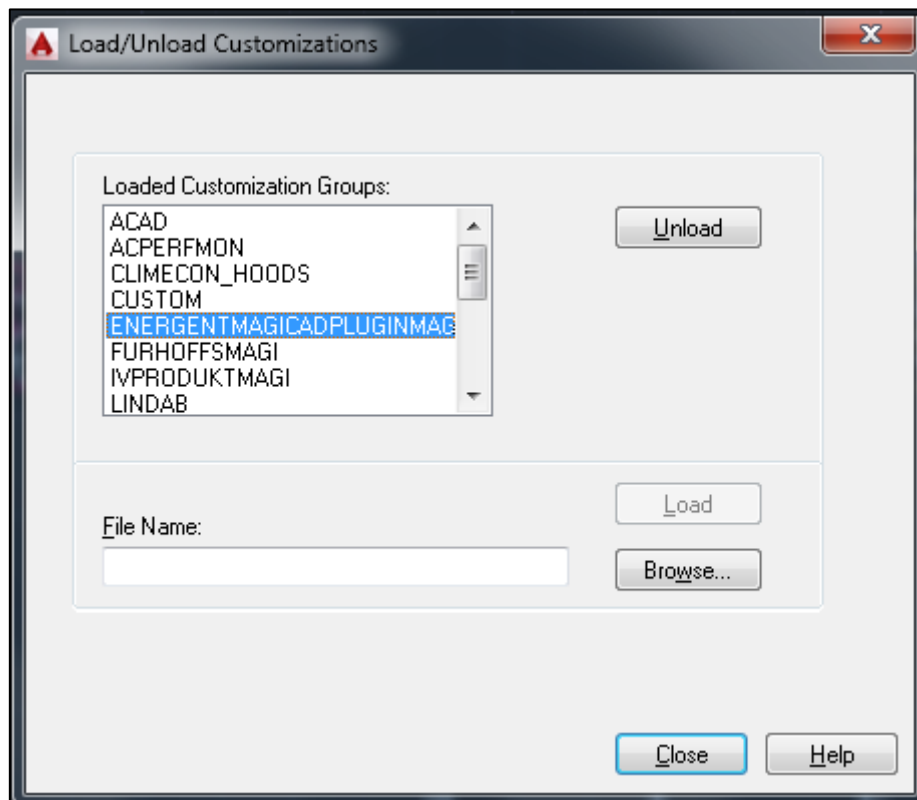 Load/Unload Customizations
Loaded Customization Groups:
ACAD
ACPERFMON
CLIMECON_HOODS
CUSTOM
ENERGENTMAGICADPLUGINMAG
FURHOFFSMAGI
IVPRODUKTMAGI
LINDAB
Unload
Load
File Name:
Browse...
Close
Help